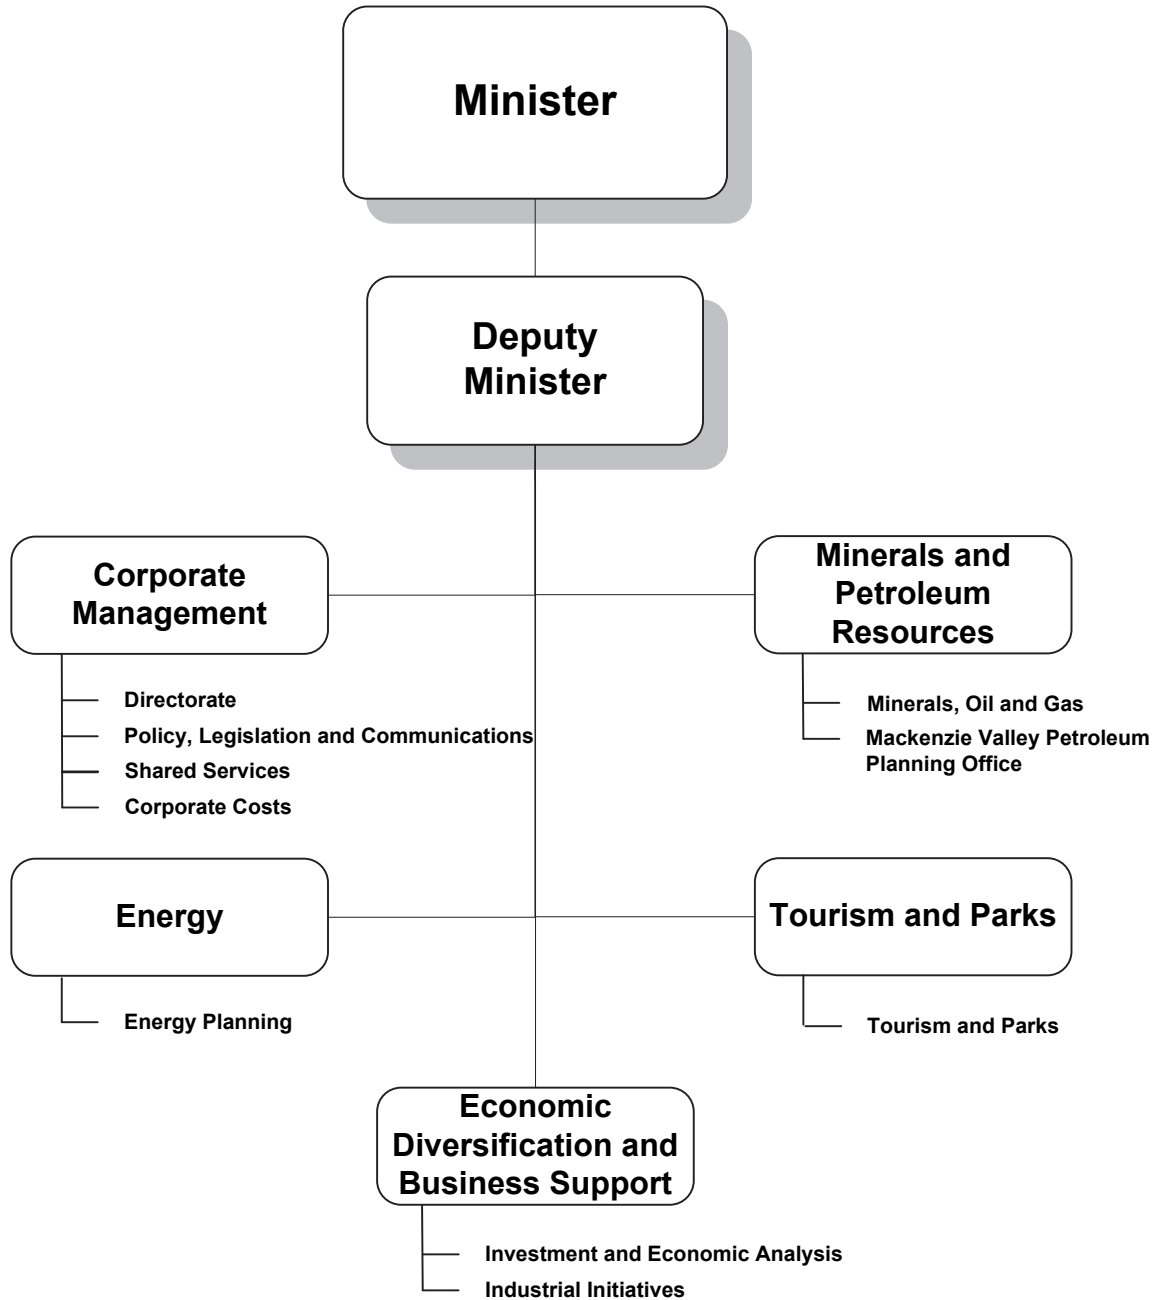 Minister
Deputy
Minister
Corporate
Management
Directorate
Policy, Legislation and Communications
Shared Services
Corporate Costs
Minerals and
Petroleum
Resources
Minerals, Oil and Gas
Mackenzie Valley Petroleum
Planning Office
Energy
Energy Planning
Tourism and Parks
Tourism and Parks
Economic
Diversification and
Business Support
Investment and Economic Analysis
Industrial Initiatives